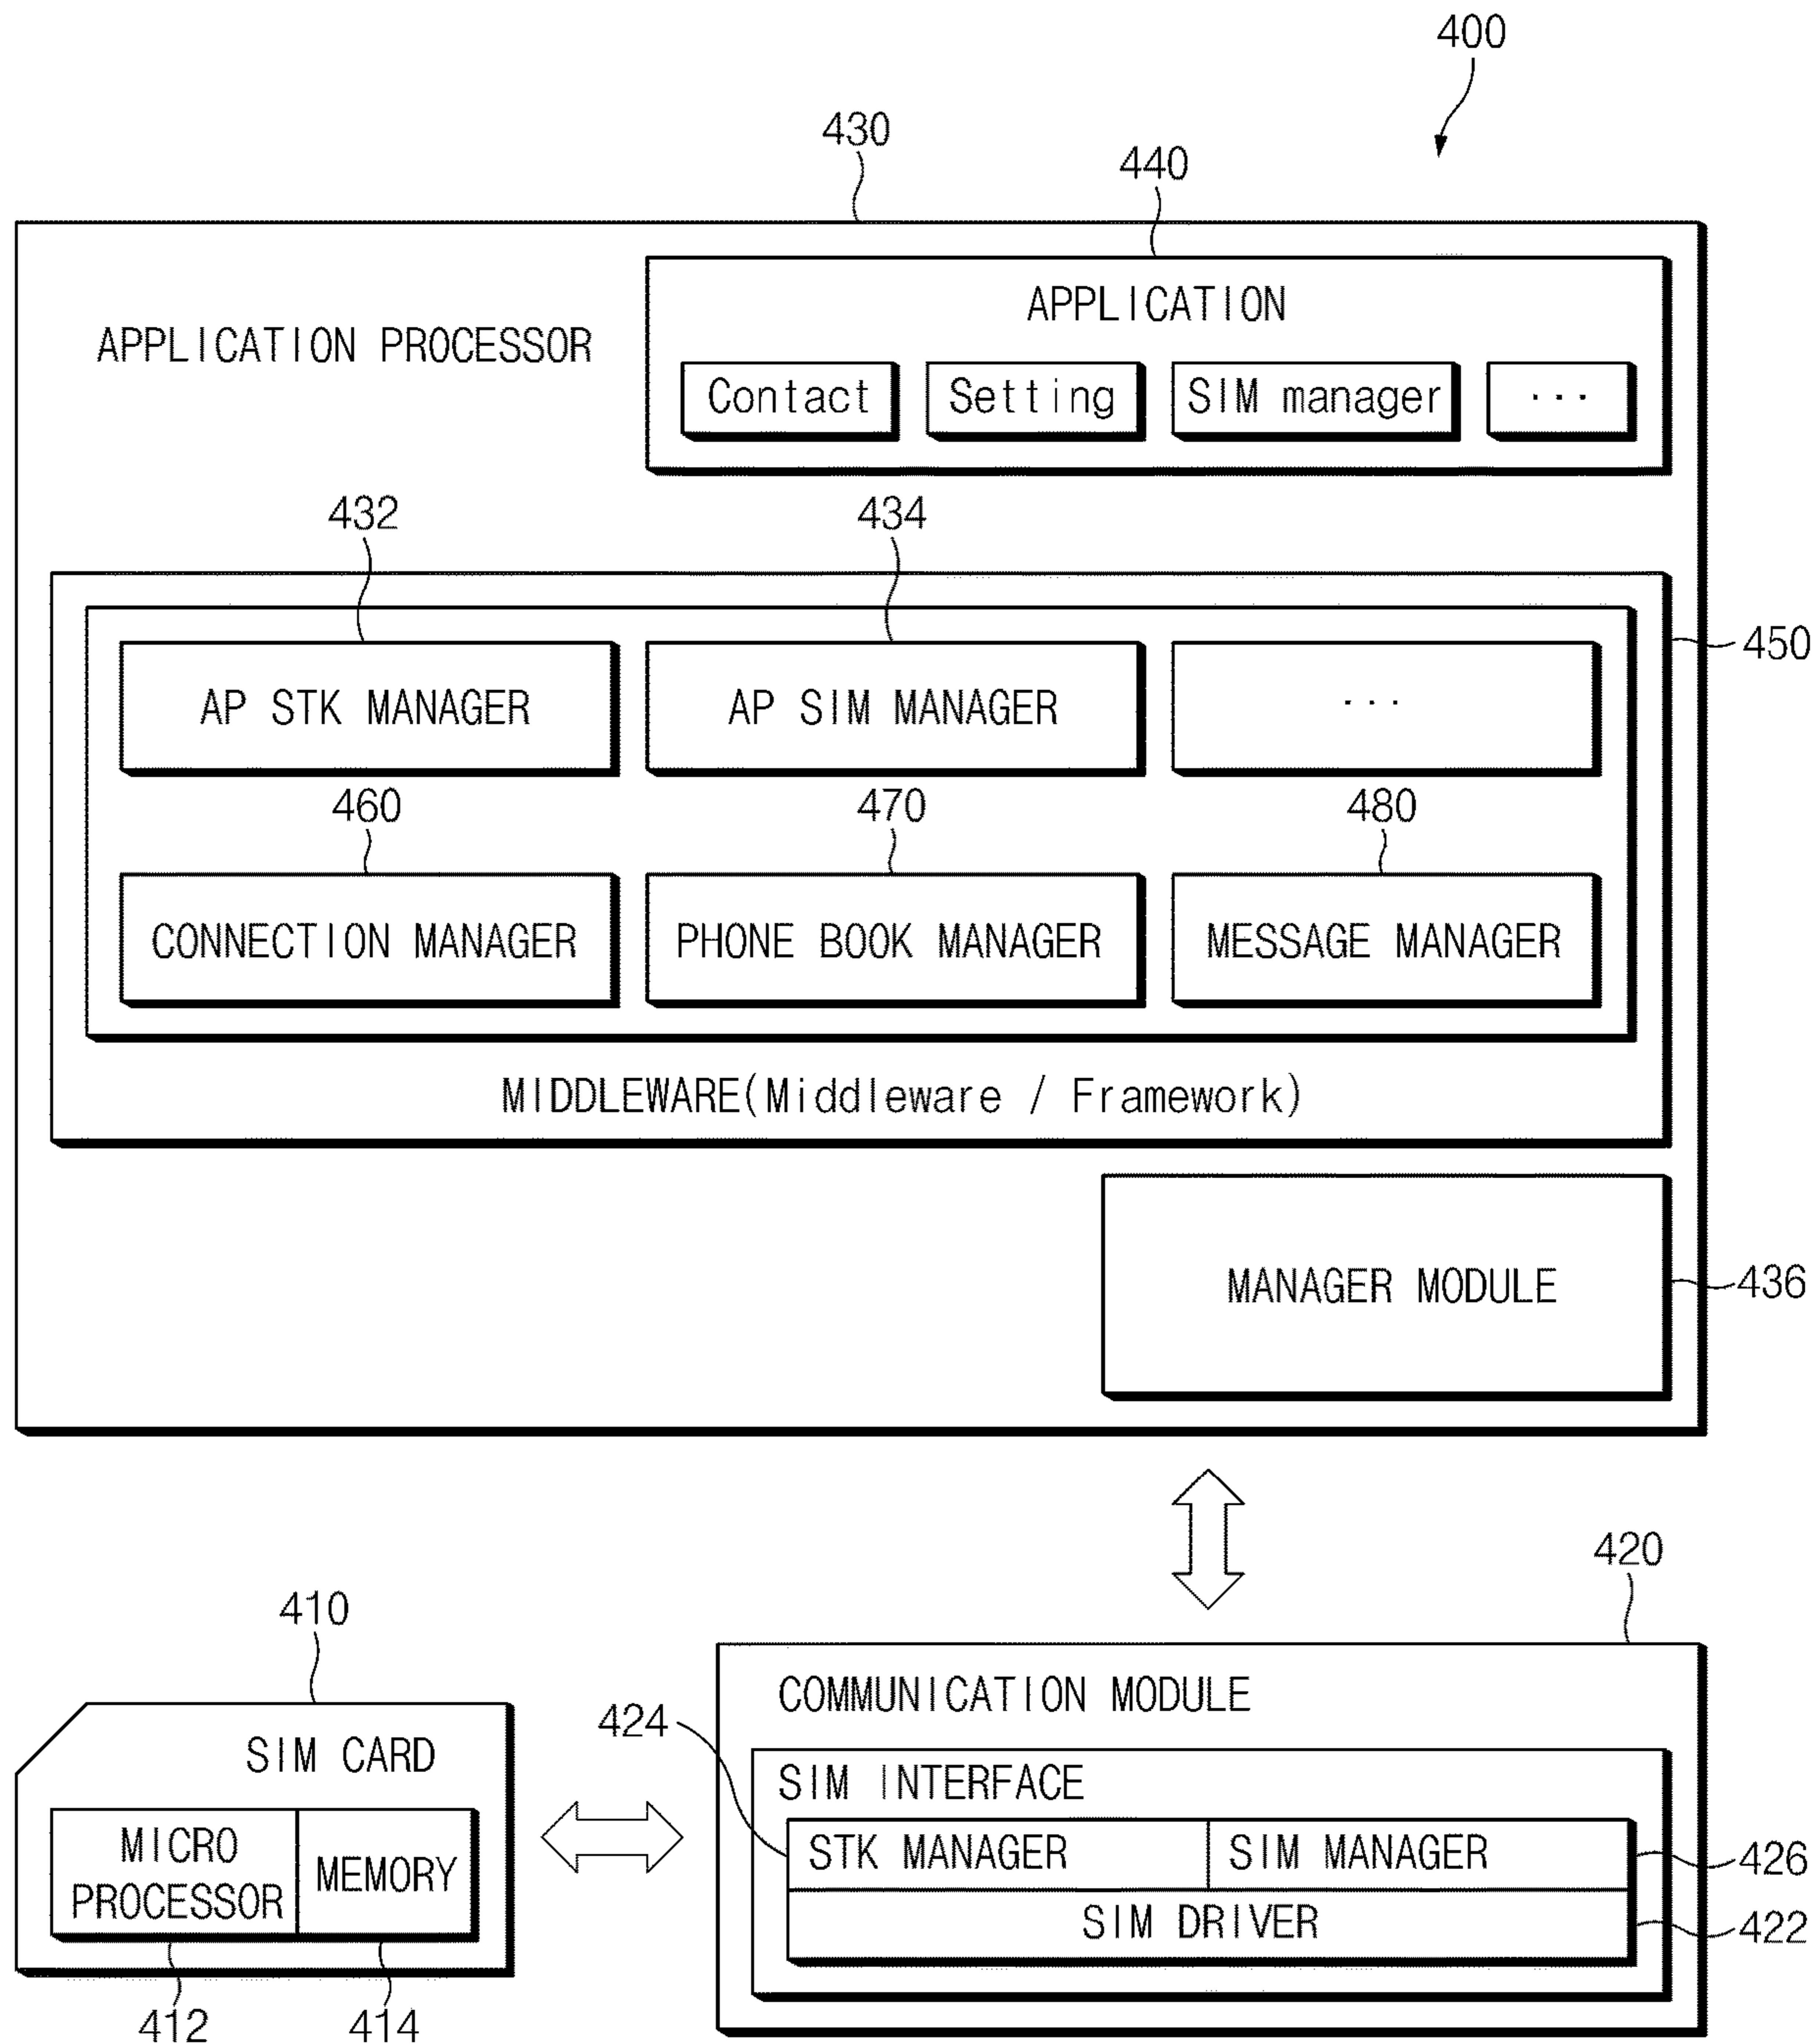 400
430
440
APPLICATION
APPLICATION PROCESSOR
Contact
Setting
SIM manager
...
432
434
450
AP STK MANAGER
AP SIM MANAGER
...
460
470
480
CONNECTION MANAGER
PHONE BOOK MANAGER
MESSAGE MANAGER
MIDDLEWARE(Middleware / Framework)
MANAGER MODULE
436
420
410
COMMUNICATION MODULE
424
SIM CARD
SIM INTERFACE
MICRO
PROCESSOR
MEMORY
STK MANAGER
SIM MANAGER
426
SIM DRIVER
422
412
414